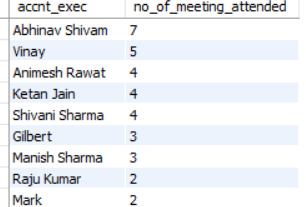 accnt_exec no_of_meeting_attended
Abhinav Shivam 7
Vinay 5
Animesh Rawat 4
Ketan Jain 4
Shivani Sharma 4
Gilbert 3
Manish Sharma 3
Raju Kumar 2
Mark 2